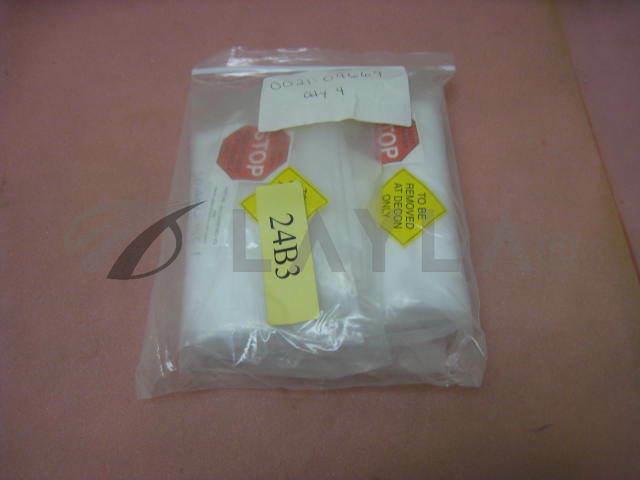 0021-09669
Qty 4
STOP
STOP
TO BE
REMOVED
AT DECON
ONLY
24B3